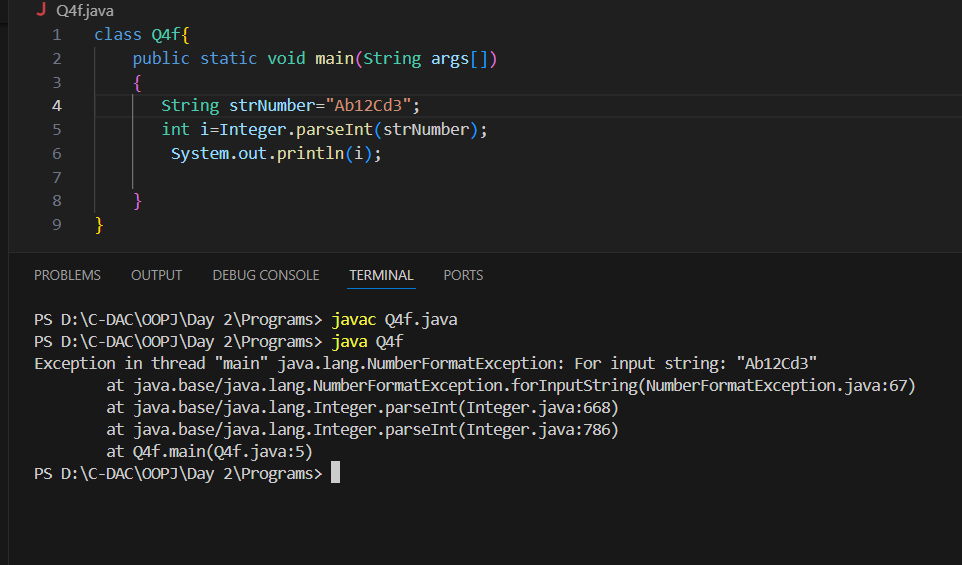 J Q4f.java
1 class Q4f{
2     public static void main(String args[])
3     {
4        String strNumber="Ab12Cd3";
5        int i=Integer.parseInt(strNumber);
6         System.out.println(i);
7
8     }
9 }
PROBLEMS OUTPUT DEBUG CONSOLE TERMINAL PORTS
PS D:\C-DAC\OOPJ\Day 2\Programs> javac Q4f.java
PS D:\C-DAC\OOPJ\Day 2\Programs> java Q4f
Exception in thread "main" java.lang.NumberFormatException: For input string: "Ab12Cd3"
        at java.base/java.lang.NumberFormatException.forInputString(NumberFormatException.java:67)
        at java.base/java.lang.Integer.parseInt(Integer.java:668)
        at java.base/java.lang.Integer.parseInt(Integer.java:786)
        at Q4f.main(Q4f.java:5)
PS D:\C-DAC\OOPJ\Day 2\Programs>